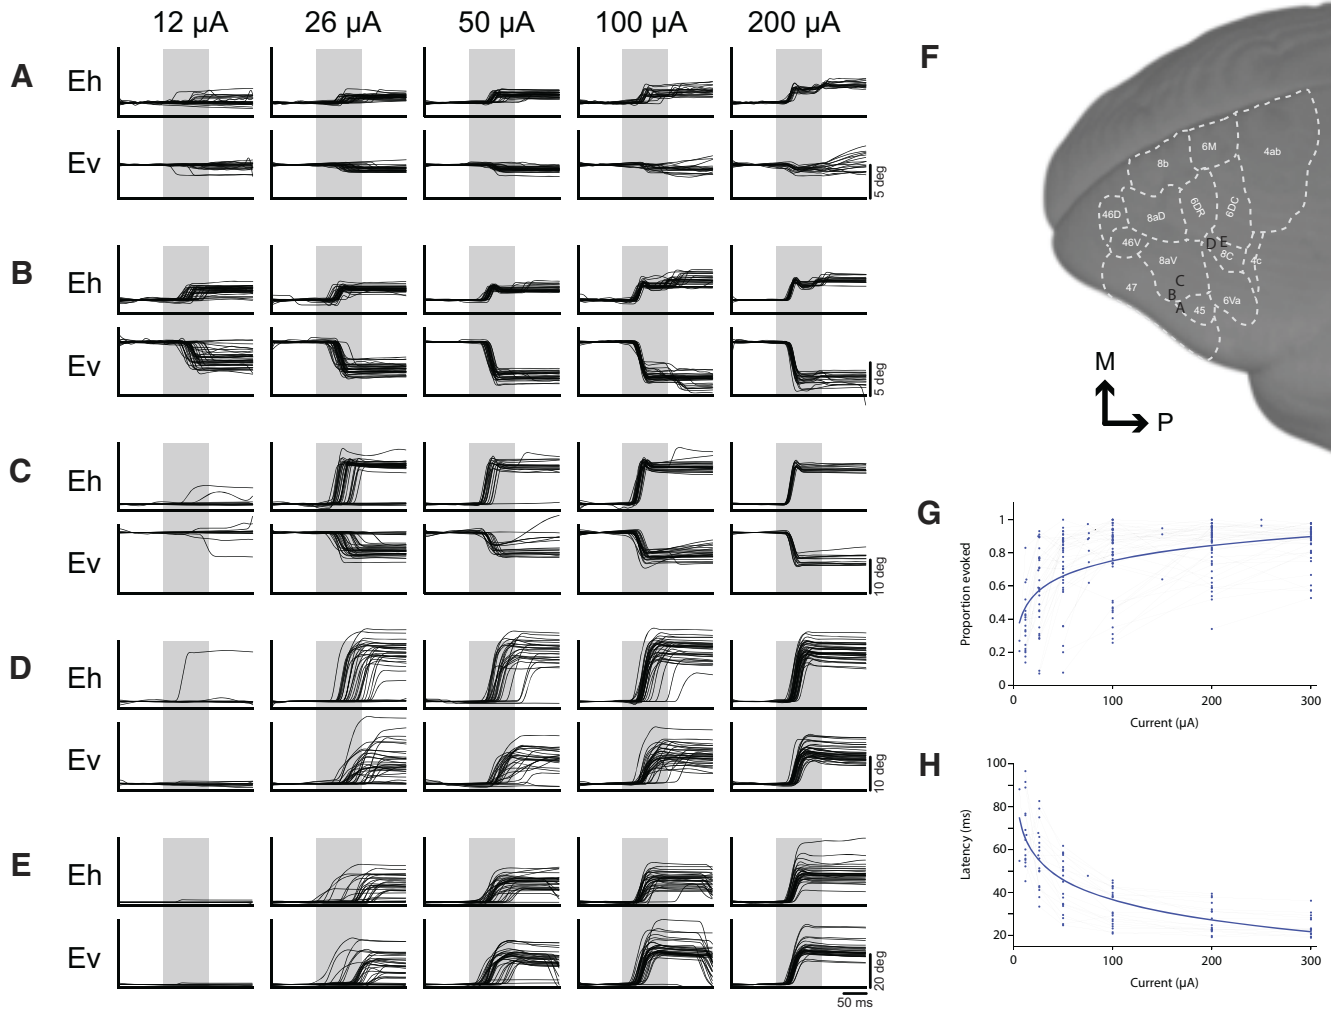 12 µA 26 µA 50 µA 100 µA 200 µA
A
Eh
Ev
5 deg
B
Eh
Ev
5 deg
C
Eh
Ev
10 deg
D
Eh
Ev
10 deg
E
Eh
Ev
20 deg
50 ms
F
6M
4ab
8b
46D
8aD
6DR
6DC
46V
D E
8aV
8C
4c
47
C
B
A
45
6Va
M
P
G
Proportion evoked
1
0.8
0.6
0.4
0.2
0
0 100 200 300
Current (µA)
H
Latency (ms)
100
80
60
40
20
0 100 200 300
Current (µA)